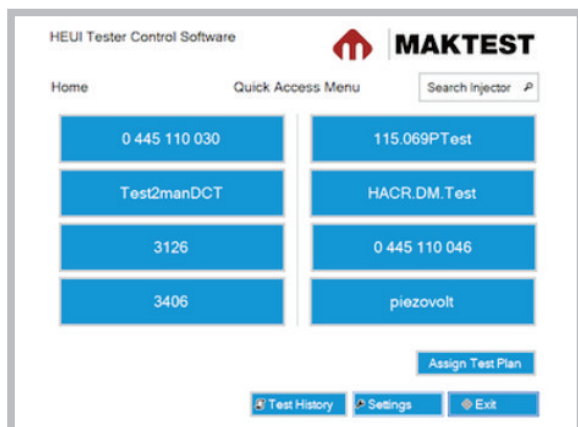 HEUI Tester Control Software
MAKTEST
Home
Quick Access Menu
Search Injector
0 445 110 030
115.069PTest
Test2manDCT
HACR.DM.Test
3126
0 445 110 046
3406
piezovolt
Assign Test Plan
Test History
Settings
Exit